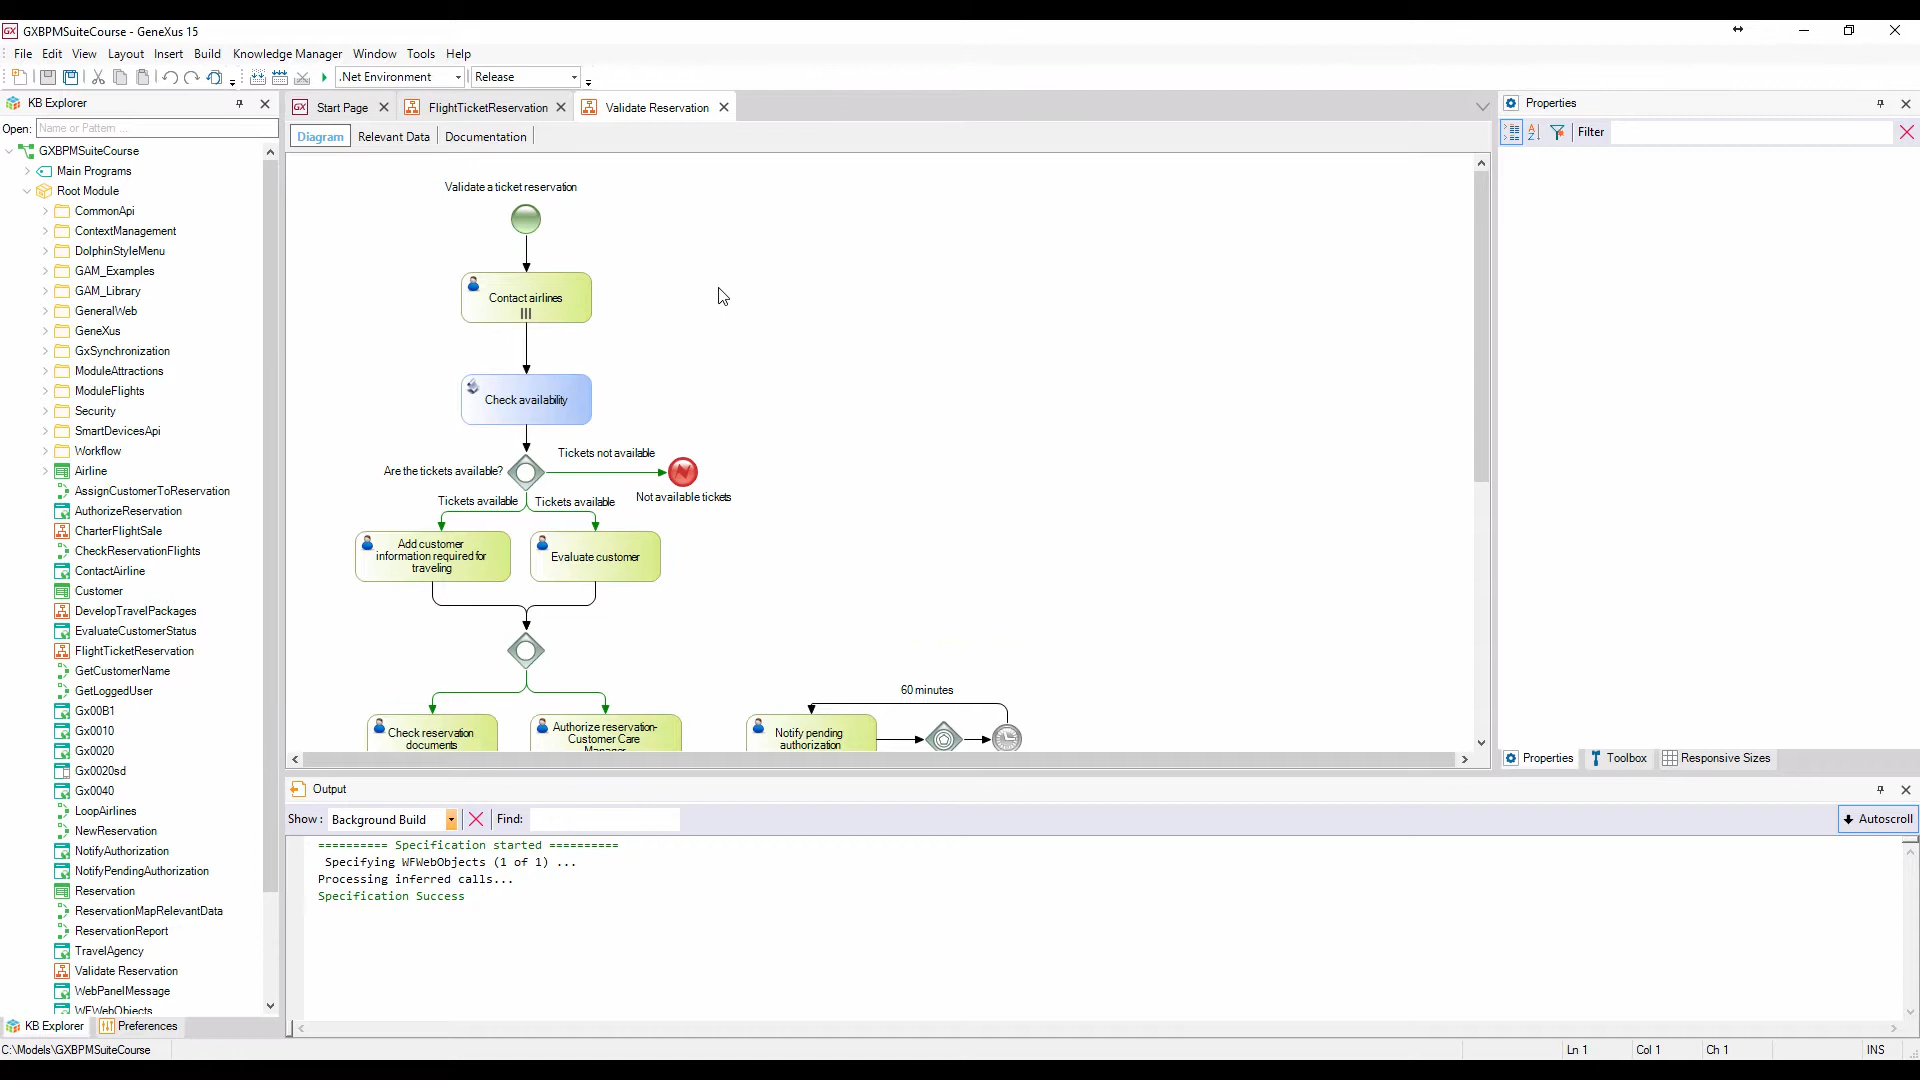 GXBPMSuiteCourse - GeneXus 15
File Edit View Layout Insert Build Knowledge Manager Window Tools Help
.Net Environment Release
KB Explorer
Open: Name or Pattern ...
GXBPMSuiteCourse
Main Programs
Root Module
CommonApi
ContextManagement
DolphinStyleMenu
GAM_Examples
GAM_Library
GeneralWeb
GeneXus
GxSynchronization
ModuleAttractions
ModuleFlights
Security
SmartDevicesApi
Workflow
Airline
AssignCustomerToReservation
AuthorizeReservation
CharterFlightSale
CheckReservationFlights
ContactAirline
Customer
DevelopTravelPackages
EvaluateCustomerStatus
FlightTicketReservation
GetCustomerName
GetLoggedUser
Gx00B1
Gx0010
Gx0020
Gx0020sd
Gx0040
LoopAirlines
NewReservation
NotifyAuthorization
NotifyPendingAuthorization
Reservation
ReservationMapRelevantData
ReservationReport
TravelAgency
Validate Reservation
WebPanelMessage
WFWebObjects
KB Explorer Preferences
C:\Models\GXBPMSuiteCourse
GX Start Page FlightTicketReservation Validate Reservation
Diagram Relevant Data Documentation
Validate a ticket reservation
Contact airlines
Check availability
Tickets not available
Are the tickets available?
Not available tickets
Tickets available Tickets available
Add customer
information required for
traveling
Evaluate customer
60 minutes
Check reservation
documents
Authorize reservation-
Customer Care
Manager
Notify pending
authorization
Output
Show: Background Build Find:
Autoscroll
========== Specification started ==========
Specifying WFWebObjects (1 of 1) ...
Processing inferred calls...
Specification Success
Properties
Filter
Properties Toolbox Responsive Sizes
Ln 1 Col 1 Ch 1 INS